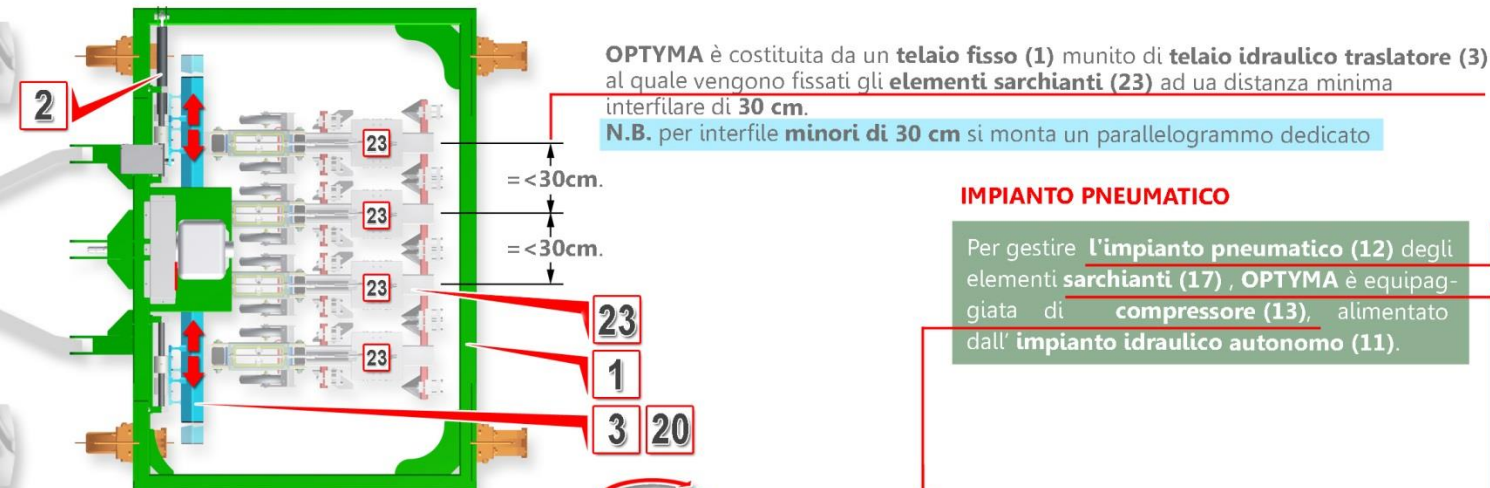 OPTYMA è costituita da un telaio fisso (1) munito di telaio idraulico traslatore (3)
al quale vengono fissati gli elementi sarchianti (23) ad ua distanza minima
interfilare di 30 cm.
N.B. per interfile minori di 30 cm si monta un parallelogrammo dedicato
2
23
=<30cm.
23
=<30cm.
23
23
23
1
3 20
IMPIANTO PNEUMATICO
Per gestire l'impianto pneumatico (12) degli
elementi sarchianti (17) , OPTYMA è equipag-
giata di compressore (13), alimentato
dall' impianto idraulico autonomo (11).